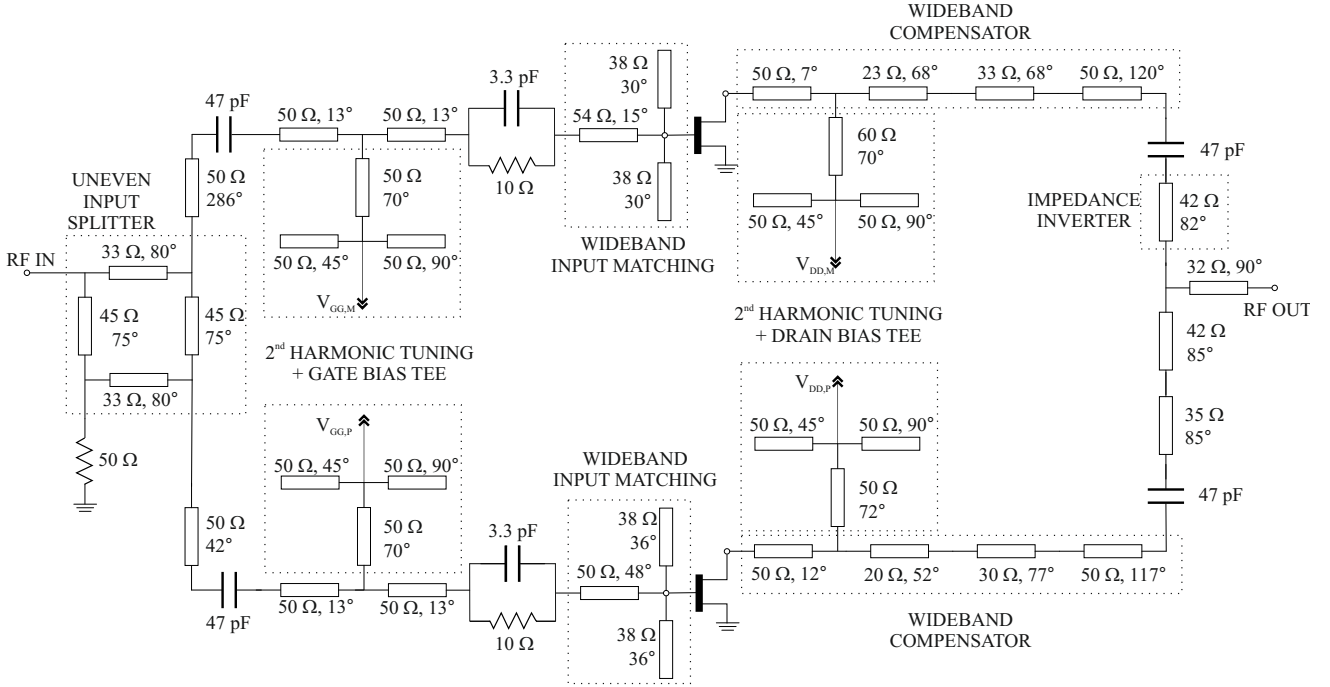 WIDEBAND
COMPENSATOR
50 Ω, 7°
23 Ω, 68°
33 Ω, 68°
50 Ω, 120°
38 Ω
30°
3.3 pF
47 pF
50 Ω, 13°
50 Ω, 13°
54 Ω, 15°
10 Ω
38 Ω
30°
WIDEBAND
INPUT MATCHING
60 Ω
70°
50 Ω, 45°
50 Ω, 90°
V_DD,M
47 pF
IMPEDANCE
INVERTER
42 Ω
82°
UNEVEN
INPUT
SPLITTER
50 Ω
286°
50 Ω
70°
50 Ω, 45°
50 Ω, 90°
V_GG,M
RF IN
33 Ω, 80°
45 Ω
75°
45 Ω
75°
33 Ω, 80°
50 Ω
32 Ω, 90°
RF OUT
2nd HARMONIC TUNING
+ GATE BIAS TEE
2nd HARMONIC TUNING
+ DRAIN BIAS TEE
42 Ω
85°
35 Ω
85°
47 pF
V_GG,P
50 Ω, 45°
50 Ω, 90°
50 Ω
70°
V_DD,P
50 Ω, 45°
50 Ω, 90°
50 Ω
72°
WIDEBAND
INPUT MATCHING
50 Ω
42°
47 pF
50 Ω, 13°
50 Ω, 13°
3.3 pF
10 Ω
50 Ω, 48°
38 Ω
36°
38 Ω
36°
50 Ω, 12°
20 Ω, 52°
30 Ω, 77°
50 Ω, 117°
WIDEBAND
COMPENSATOR